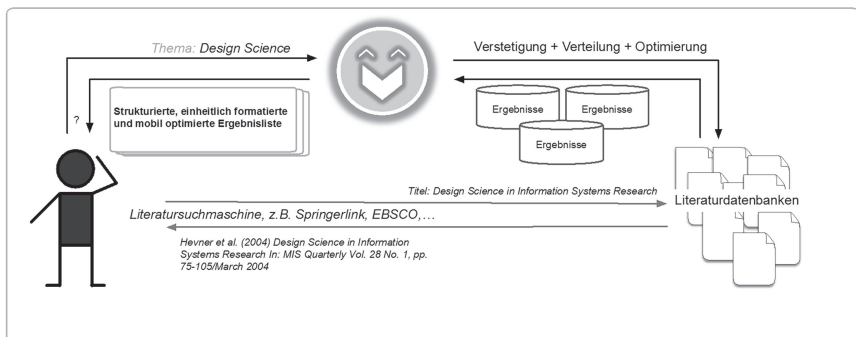 Thema: Design Science
Verstetigung + Verteilung + Optimierung
?
Strukturierte, einheitlich formatierte
und mobil optimierte Ergebnisliste
Ergebnisse
Ergebnisse
Ergebnisse
Titel: Design Science in Information Systems Research
Literaturdatenbanken
Literatursuchmaschine, z.B. Springerlink, EBSCO,…
Hevner et al. (2004) Design Science in Information
Systems Research In: MIS Quarterly Vol. 28 No. 1, pp.
75-105/March 2004